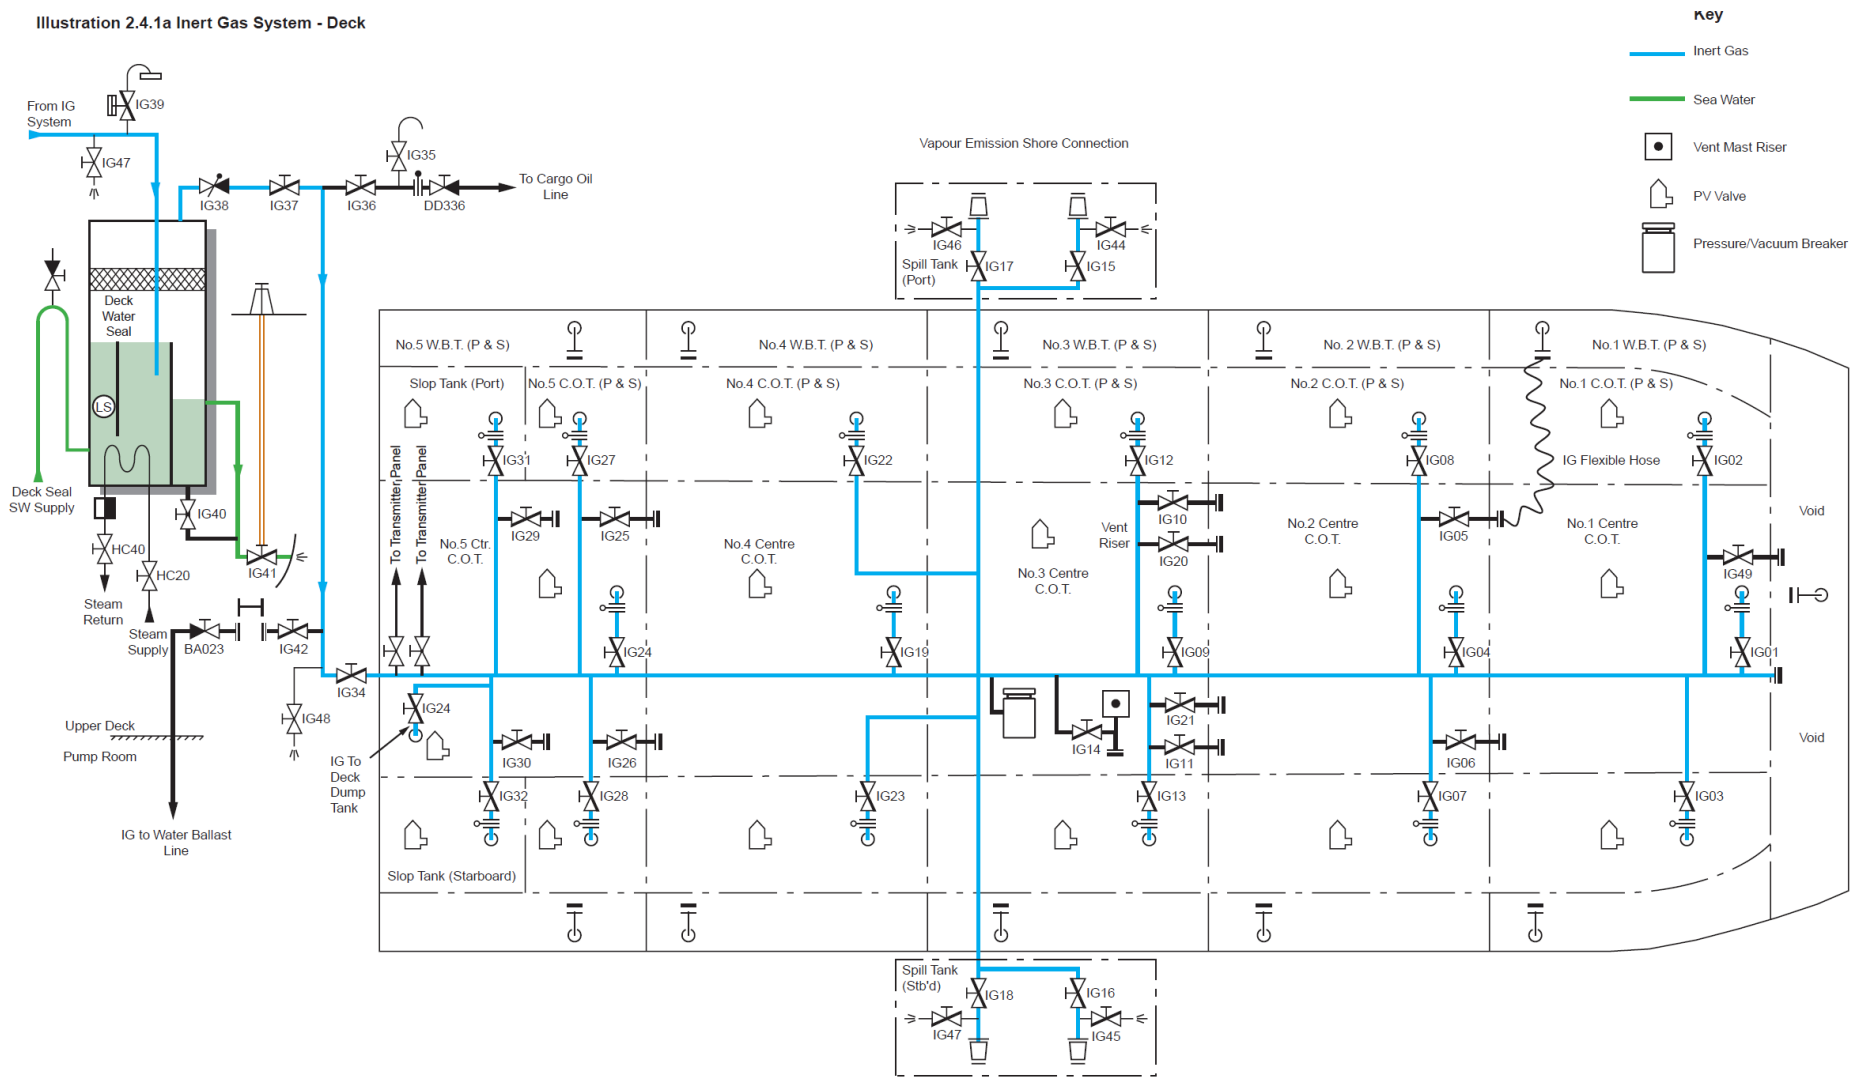 Illustration 2.4.1a Inert Gas System - Deck
Key
Inert Gas
Sea Water
Vent Mast Riser
PV Valve
Pressure/Vacuum Breaker
From IG
System
IG39
IG47
IG35
IG38
IG37
IG36
DD336
To Cargo Oil
Line
Vapour Emission Shore Connection
IG46
IG44
Spill Tank
(Port)
IG17
IG15
Deck
Water
Seal
LS
Deck Seal
SW Supply
IG40
HC40
HC20
IG41
Steam
Return
Steam
Supply
BA023
IG42
IG34
IG48
Upper Deck
Pump Room
IG to Water Ballast
Line
IG To
Deck
Dump
Tank
No.5 W.B.T. (P & S)
No.4 W.B.T. (P & S)
No.3 W.B.T. (P & S)
No. 2 W.B.T. (P & S)
No.1 W.B.T. (P & S)
Slop Tank (Port)
No.5 C.O.T. (P & S)
No.4 C.O.T. (P & S)
No.3 C.O.T. (P & S)
No.2 C.O.T. (P & S)
No.1 C.O.T. (P & S)
IG31
IG27
IG22
IG12
IG08
IG Flexible Hose
IG02
To Transmitter Panel
To Transmitter Panel
IG29
IG25
IG10
IG20
IG05
IG49
No.5 Ctr.
C.O.T.
No.4 Centre
C.O.T.
Vent
Riser
No.3 Centre
C.O.T.
No.2 Centre
C.O.T.
No.1 Centre
C.O.T.
Void
IG24
IG19
IG09
IG04
IG01
IG24
IG30
IG26
IG14
IG21
IG11
IG06
Void
IG32
IG28
IG23
IG13
IG07
IG03
Slop Tank (Starboard)
Spill Tank
(Stb'd)
IG18
IG16
IG47
IG45